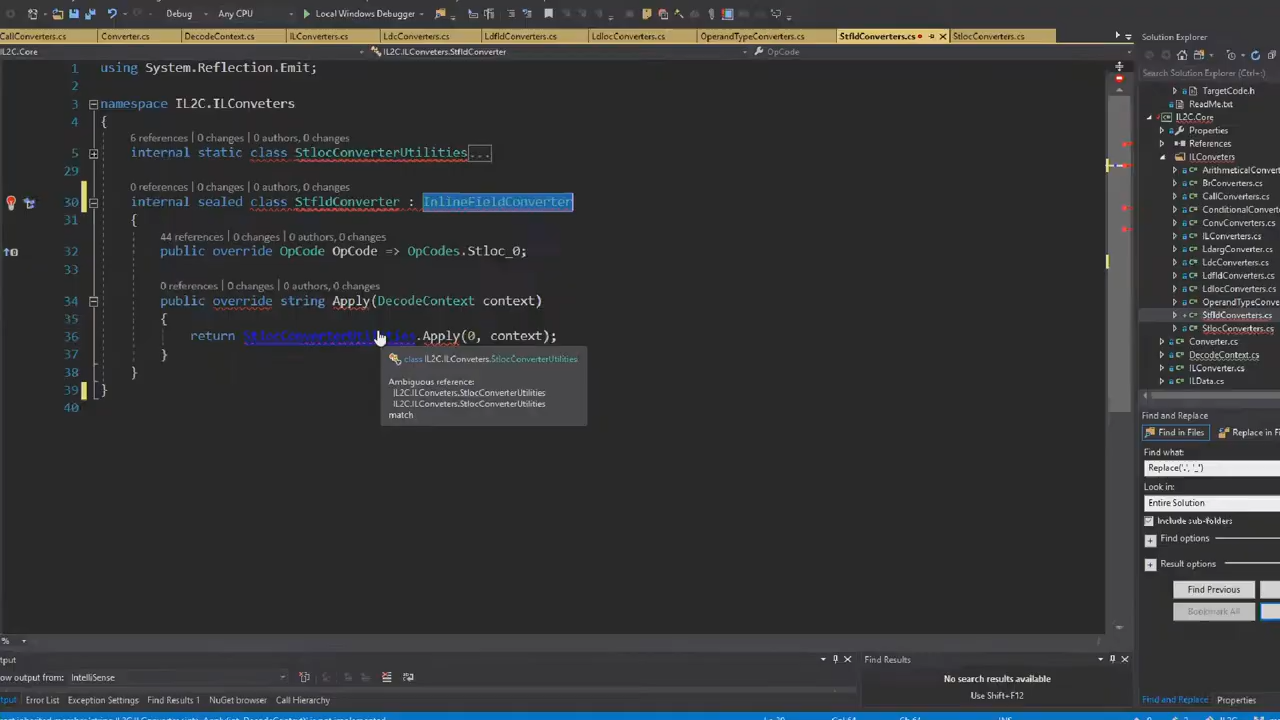 Debug Any CPU Local Windows Debugger
CallConverters.cs Converter.cs DecodeContext.cs ILConverters.cs LdcConverters.cs LdfldConverters.cs LdlocConverters.cs OperandTypeConverters.cs StfldConverters.cs StlocConverters.cs
IL2C.Core IL2C.ILConveters.StfldConverter OpCode
1 using System.Reflection.Emit;
2
3 namespace IL2C.ILConveters
4 {
6 references | 0 changes | 0 authors, 0 changes
5 internal static class StlocConverterUtilities...
29
0 references | 0 changes | 0 authors, 0 changes
30 internal sealed class StfldConverter : InlineFieldConverter
31 {
44 references | 0 changes | 0 authors, 0 changes
32 public override OpCode OpCode => OpCodes.Stloc_0;
33
0 references | 0 changes | 0 authors, 0 changes
34 public override string Apply(DecodeContext context)
35 {
36 return StlocConverterUtilities.Apply(0, context);
37 }
38 }
39 }
40
class IL2C.ILConveters.StlocConverterUtilities
Ambiguous reference:
IL2C.ILConveters.StlocConverterUtilities
IL2C.ILConveters.StlocConverterUtilities
match
Solution Explorer
Search Solution Explorer (Ctrl+;)
TargetCode.h
ReadMe.txt
IL2C.Core
Properties
References
ILConveters
ArithmeticalConvert
BrConverters.cs
CallConverters.cs
ConditionalConverte
ConvConverters.cs
ILConverters.cs
LdargConverters.cs
LdcConverters.cs
LdfldConverters.cs
LdlocConverters.cs
OperandTypeConve
StfldConverters.cs
StlocConverters.cs
Converter.cs
DecodeContext.cs
ILConverter.cs
ILData.cs
Find and Replace
Find in Files Replace in Fi
Find what:
Replace('.', '_')
Look in:
Entire Solution
Include sub-folders
Find options
Result options
Find Previous
Bookmark All
Find and Replace Properties
%
utput
how output from: IntelliSense
Find Results
No search results available
Use Shift+F12
utput Error List Exception Settings Find Results 1 NuGet browser Call Hierarchy